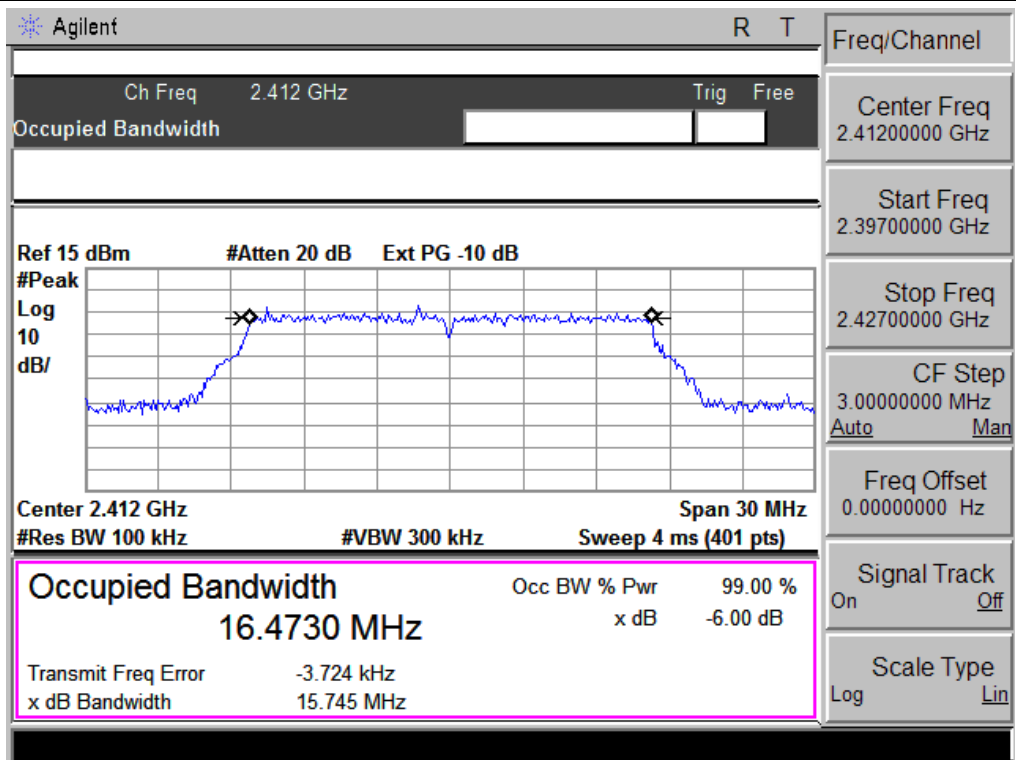 Agilent R T
Freq/Channel
Ch Freq 2.412 GHz Trig Free
Occupied Bandwidth
Center Freq
2.41200000 GHz
Start Freq
2.39700000 GHz
Ref 15 dBm #Atten 20 dB Ext PG -10 dB
#Peak
Log
10
dB/
Stop Freq
2.42700000 GHz
CF Step
3.00000000 MHz
Auto Man
Center 2.412 GHz Span 30 MHz
#Res BW 100 kHz #VBW 300 kHz Sweep 4 ms (401 pts)
Freq Offset
0.00000000 Hz
Occupied Bandwidth
16.4730 MHz
Occ BW % Pwr 99.00 %
x dB -6.00 dB
Transmit Freq Error -3.724 kHz
x dB Bandwidth 15.745 MHz
Signal Track
On Off
Scale Type
Log Lin